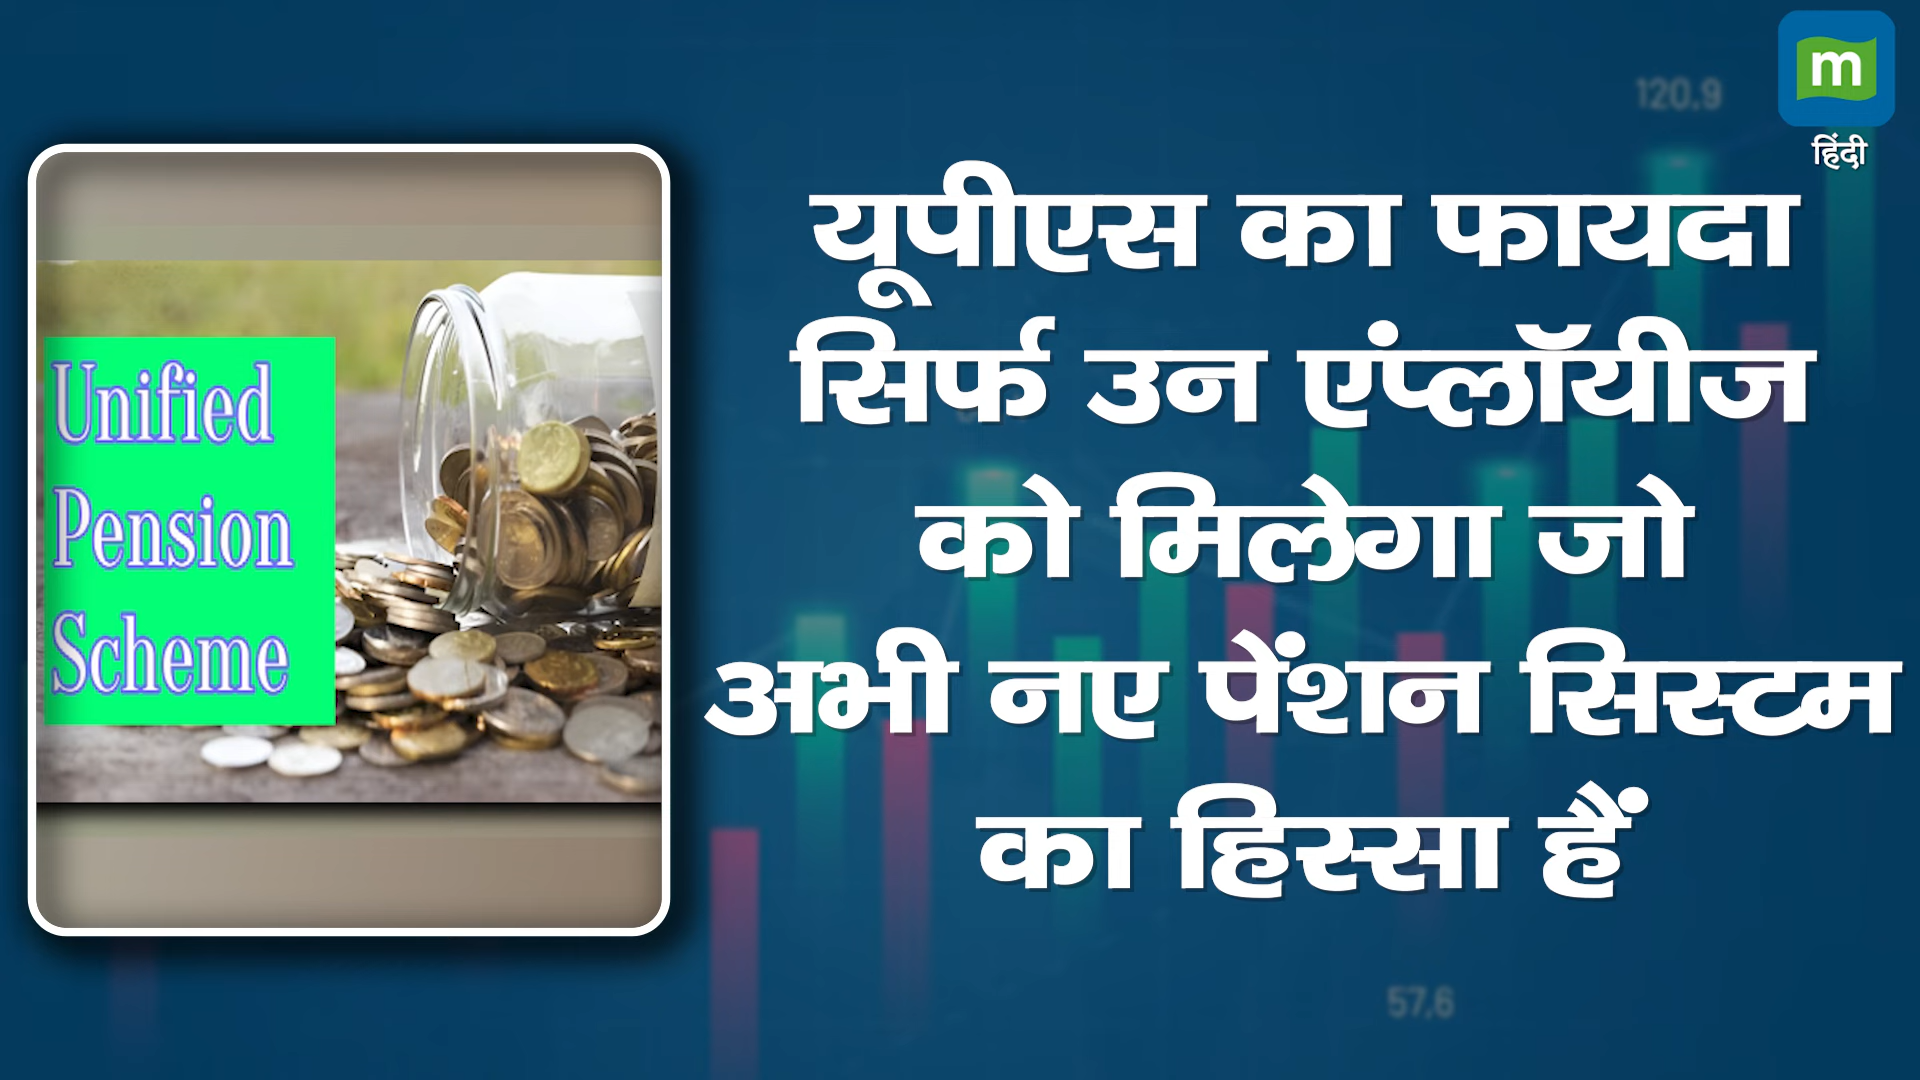 m
हिंदी
120.9
यूपीएस का फायदा
सिर्फ उन एंप्लॉयीज
को मिलेगा जो
अभी नए पेंशन सिस्टम
का हिस्सा हैं
Unified
Pension
Scheme
57.6